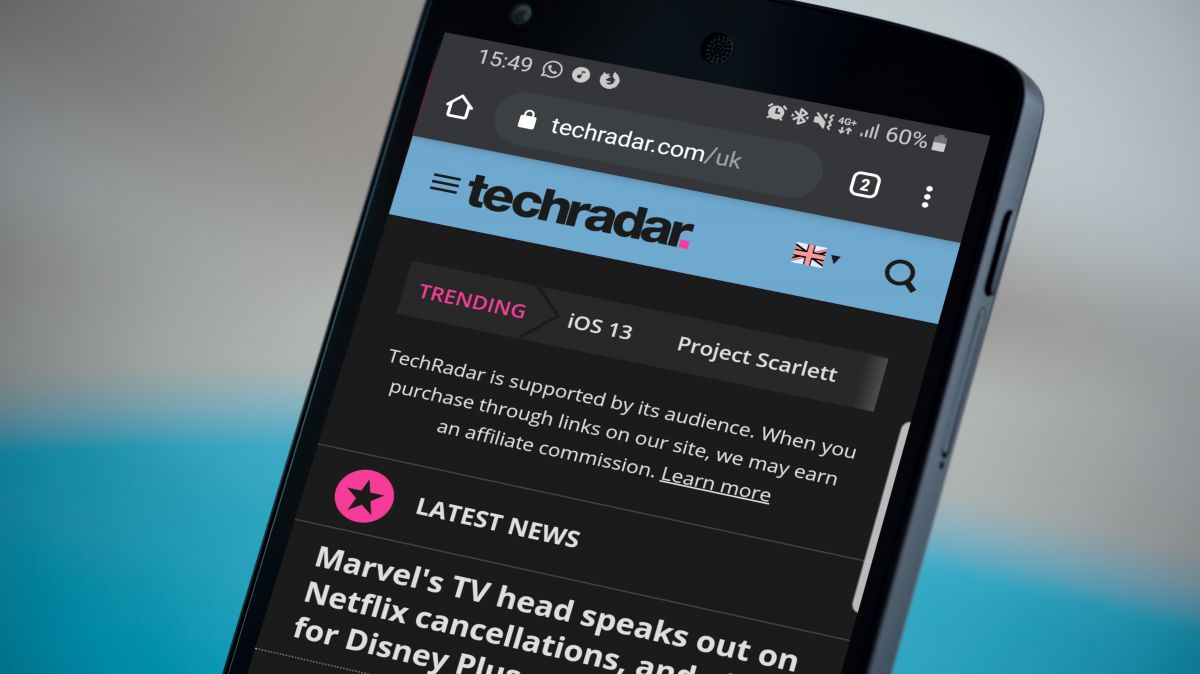 15:49
4G+
60%
techradar.com/uk
2
techradar.
TRENDING
iOS 13
Project Scarlett
TechRadar is supported by its audience. When you
purchase through links on our site, we may earn
an affiliate commission. Learn more
LATEST NEWS
Marvel's TV head speaks out on
Netflix cancellations, and
for Disney Plus